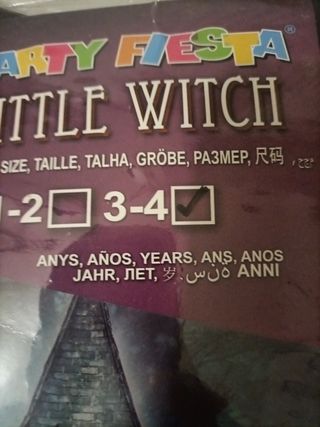 ARTY FIESTA®
ITTLE WITCH
SIZE, TAILLE, TALHA, GRÖBE, PA3MEP, 尺码,
-2 3-4
ANYS, AÑOS, YEARS, ANS, ANOS
JAHR, ЛЕТ, 岁, ANNI